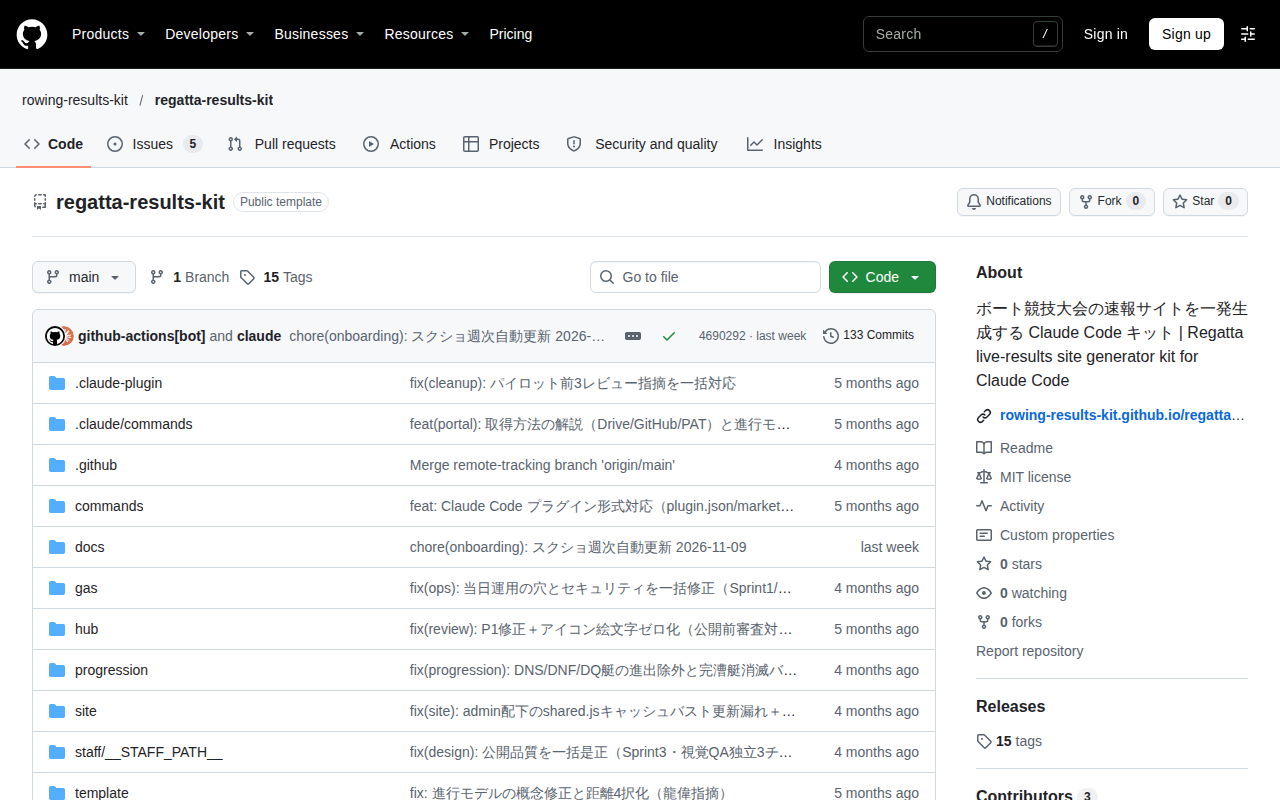 Products Developers Businesses Resources Pricing Search / Sign in Sign up
rowing-results-kit / regatta-results-kit
Code Issues 5 Pull requests Actions Projects Security and quality Insights
regatta-results-kit Public template Notifications Fork 0 Star 0
main 1 Branch 15 Tags Go to file Code
github-actions[bot] and claude chore(onboarding): スクショ週次自動更新 2026-… 4690292 · last week 133 Commits
.claude-plugin fix(cleanup): パイロット前3レビュー指摘を一括対応 5 months ago
.claude/commands feat(portal): 取得方法の解説（Drive/GitHub/PAT）と進行モ… 5 months ago
.github Merge remote-tracking branch 'origin/main' 4 months ago
commands feat: Claude Code プラグイン形式対応（plugin.json/market… 5 months ago
docs chore(onboarding): スクショ週次自動更新 2026-11-09 last week
gas fix(ops): 当日運用の穴とセキュリティを一括修正（Sprint1/… 4 months ago
hub fix(review): P1修正＋アイコン絵文字ゼロ化（公開前審査対… 5 months ago
progression fix(progression): DNS/DNF/DQ艇の進出除外と完漕艇消滅バ… 4 months ago
site fix(site): admin配下のshared.jsキャッシュバスト更新漏れ＋… 4 months ago
staff/__STAFF_PATH__ fix(design): 公開品質を一括是正（Sprint3・視覚QA独立3チ… 4 months ago
template fix: 進行モデルの概念修正と距離4択化（龍偉指摘） 5 months ago
About
ボート競技大会の速報サイトを一発生
成する Claude Code キット | Regatta
live-results site generator kit for
Claude Code
rowing-results-kit.github.io/regatta…
Readme
MIT license
Activity
Custom properties
0 stars
0 watching
0 forks
Report repository
Releases
15 tags
Contributors 3